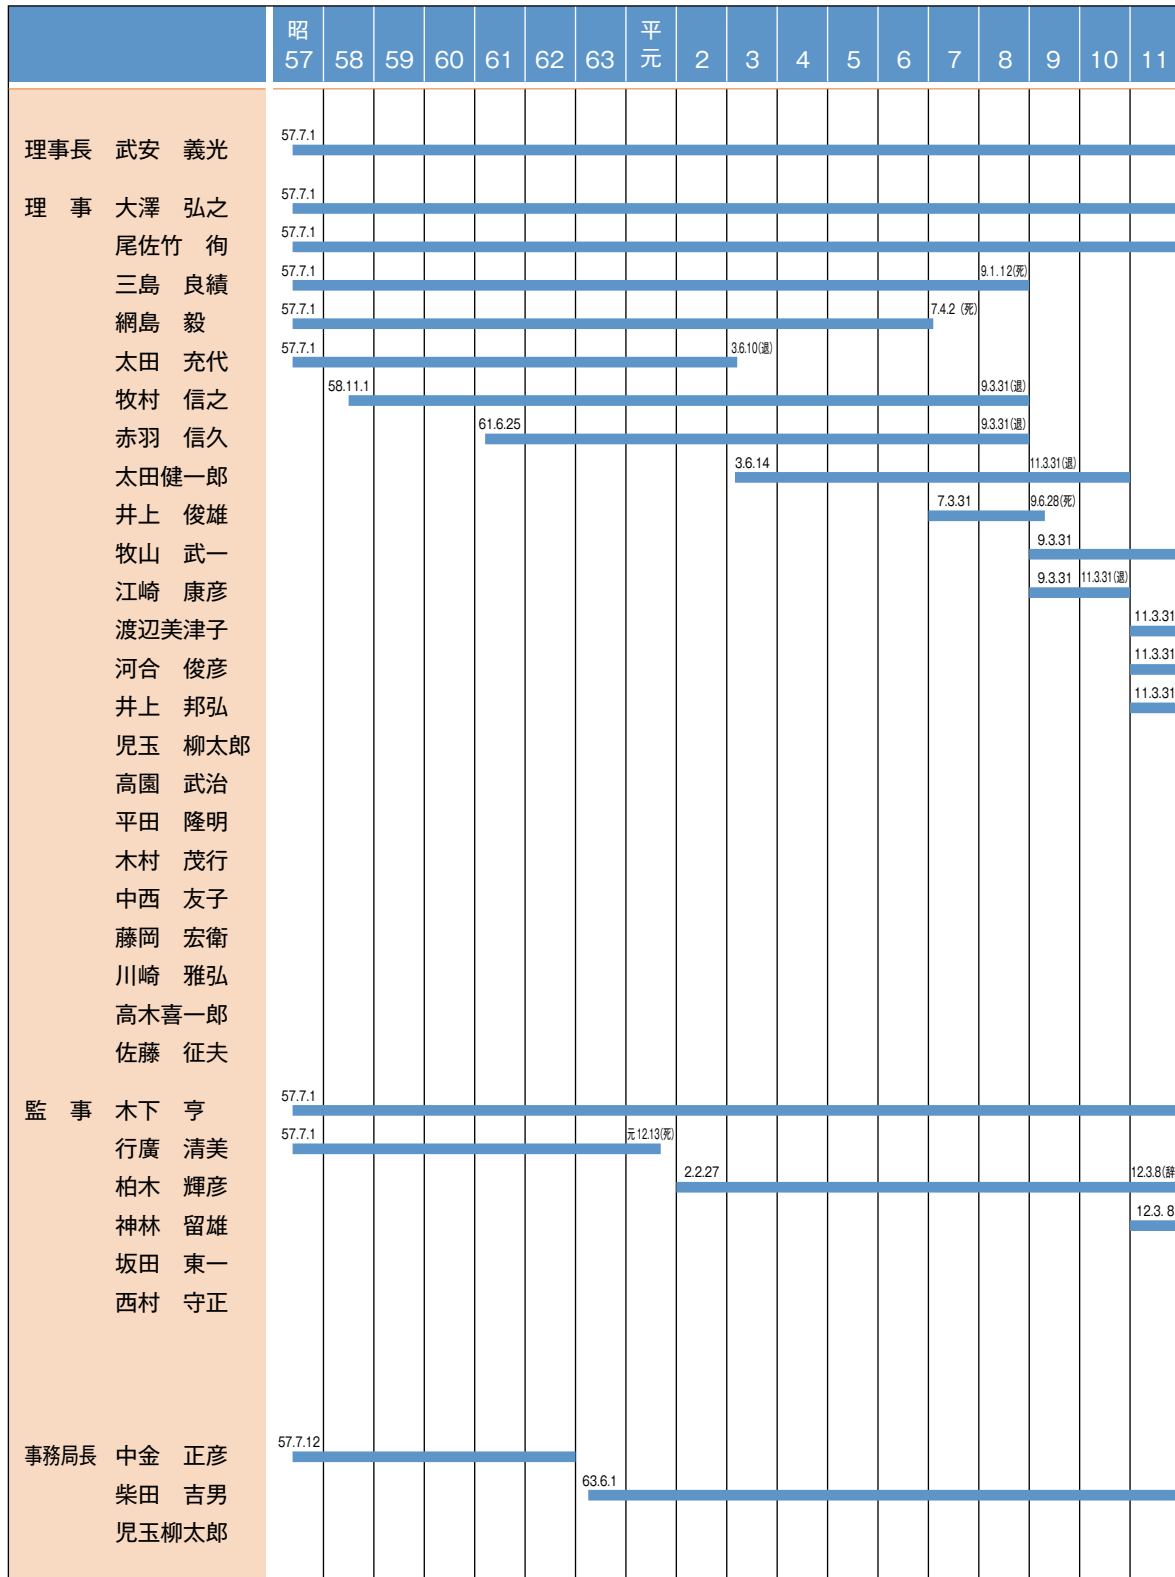 昭 平
57 58 59 60 61 62 63 元 2 3 4 5 6 7 8 9 10 11
理事長 武安 義光 57.7.1
理 事 大澤 弘之 57.7.1
尾佐竹 徇 57.7.1
三島 良績 57.7.1 9.1.12(死)
網島 毅 57.7.1 7.4.2 (死)
太田 充代 57.7.1 3.6.10(退)
牧村 信之 58.11.1 9.3.31(退)
赤羽 信久 61.6.25 9.3.31(退)
太田健一郎 3.6.14 11.3.31(退)
井上 俊雄 7.3.31 9.6.28(死)
牧山 武一 9.3.31
江崎 康彦 9.3.31 11.3.31(退)
渡辺美津子 11.3.31
河合 俊彦 11.3.31
井上 邦弘 11.3.31
児玉 柳太郎
高園 武治
平田 隆明
木村 茂行
中西 友子
藤岡 宏衛
川崎 雅弘
高木喜一郎
佐藤 征夫
監 事 木下 亨 57.7.1
行廣 清美 57.7.1 元12.13(死)
柏木 輝彦 2.2.27 12.3.8(辞
神林 留雄 12.3. 8
坂田 東一
西村 守正
事務局長 中金 正彦 57.7.12
柴田 吉男 63.6.1
児玉柳太郎